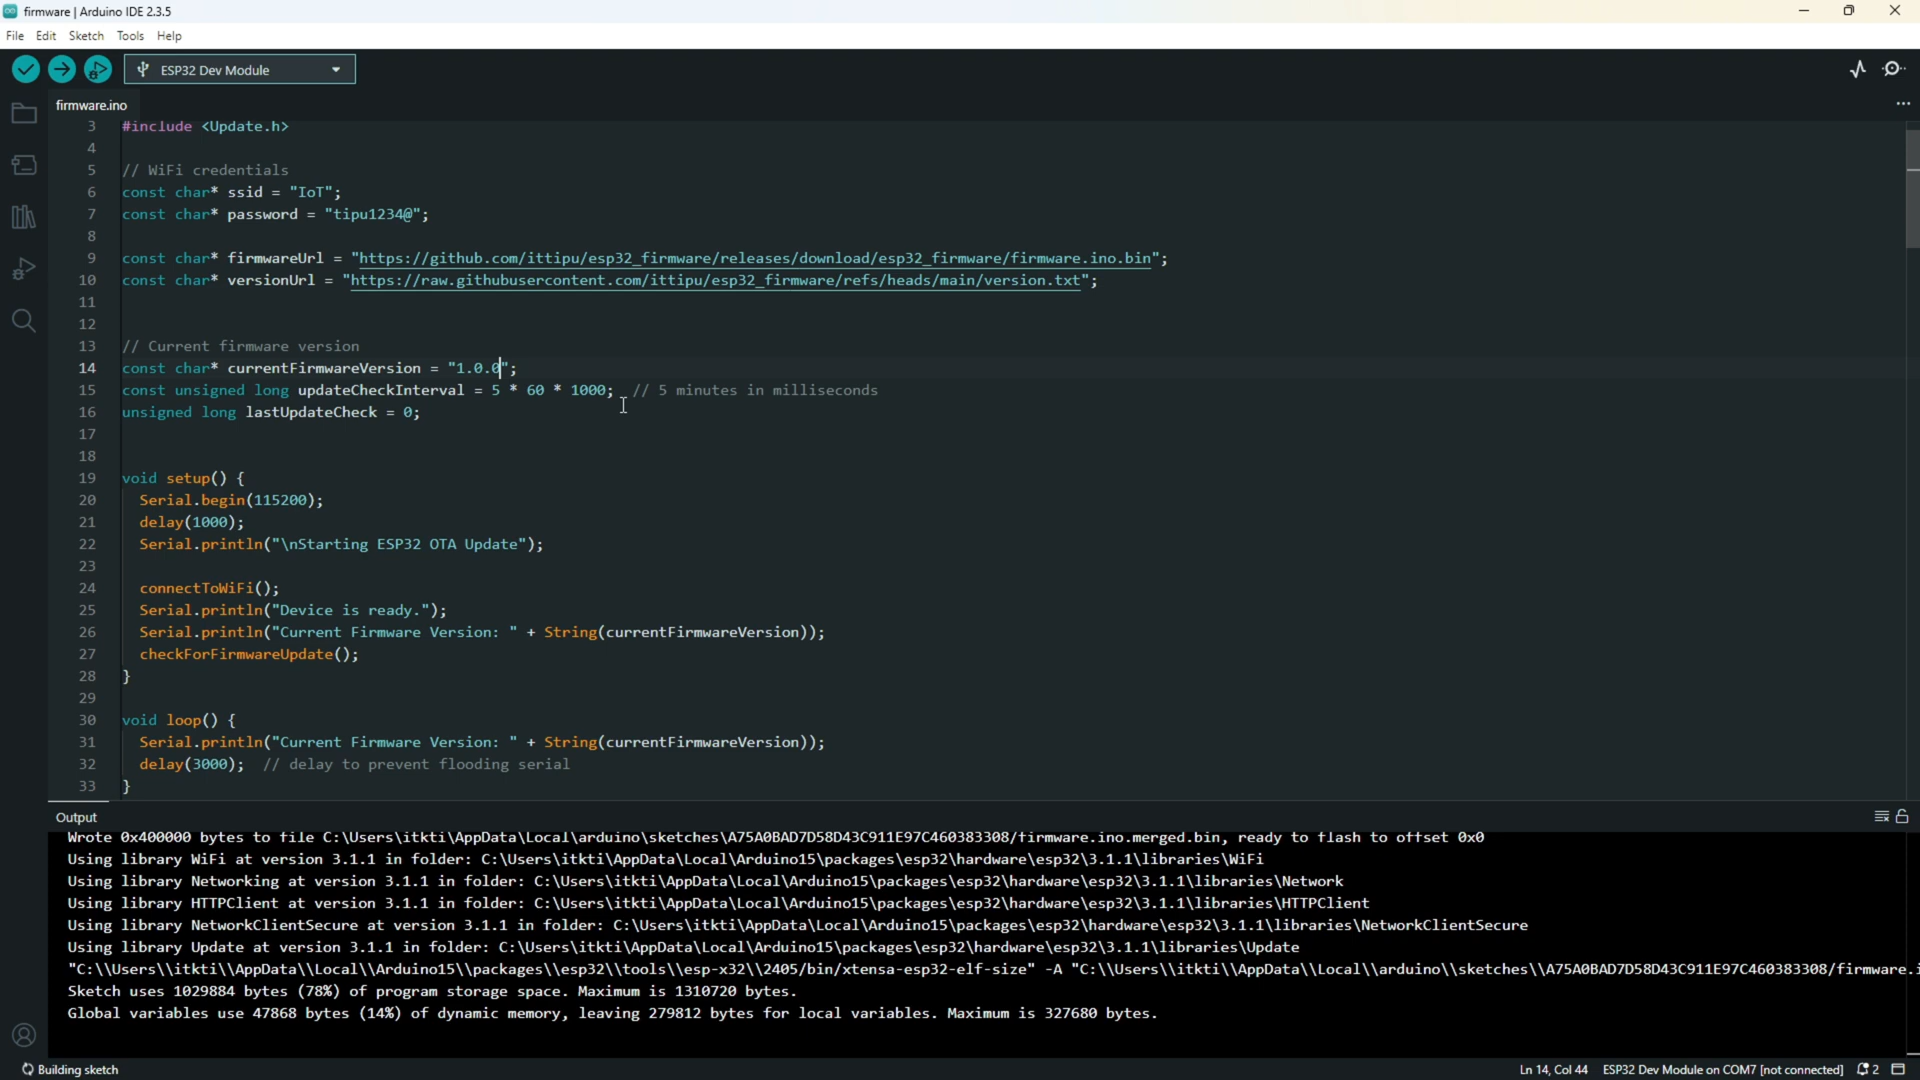 firmware | Arduino IDE 2.3.5
File Edit Sketch Tools Help
ESP32 Dev Module
firmware.ino
3 #include <Update.h>
4
5 // WiFi credentials
6 const char* ssid = "IoT";
7 const char* password = "tipu1234@";
8
9 const char* firmwareUrl = "https://github.com/ittipu/esp32_firmware/releases/download/esp32_firmware/firmware.ino.bin";
10 const char* versionUrl = "https://raw.githubusercontent.com/ittipu/esp32_firmware/refs/heads/main/version.txt";
11
12
13 // Current firmware version
14 const char* currentFirmwareVersion = "1.0.0";
15 const unsigned long updateCheckInterval = 5 * 60 * 1000; // 5 minutes in milliseconds
16 unsigned long lastUpdateCheck = 0;
17
18
19 void setup() {
20 Serial.begin(115200);
21 delay(1000);
22 Serial.println("\nStarting ESP32 OTA Update");
23
24 connectToWiFi();
25 Serial.println("Device is ready.");
26 Serial.println("Current Firmware Version: " + String(currentFirmwareVersion));
27 checkForFirmwareUpdate();
28 }
29
30 void loop() {
31 Serial.println("Current Firmware Version: " + String(currentFirmwareVersion));
32 delay(3000); // delay to prevent flooding serial
33 }
Output
Wrote 0x400000 bytes to file C:\Users\itkti\AppData\Local\arduino\sketches\A75A0BAD7D58D43C911E97C460383308/firmware.ino.merged.bin, ready to flash to offset 0x0
Using library WiFi at version 3.1.1 in folder: C:\Users\itkti\AppData\Local\Arduino15\packages\esp32\hardware\esp32\3.1.1\libraries\WiFi
Using library Networking at version 3.1.1 in folder: C:\Users\itkti\AppData\Local\Arduino15\packages\esp32\hardware\esp32\3.1.1\libraries\Network
Using library HTTPClient at version 3.1.1 in folder: C:\Users\itkti\AppData\Local\Arduino15\packages\esp32\hardware\esp32\3.1.1\libraries\HTTPClient
Using library NetworkClientSecure at version 3.1.1 in folder: C:\Users\itkti\AppData\Local\Arduino15\packages\esp32\hardware\esp32\3.1.1\libraries\NetworkClientSecure
Using library Update at version 3.1.1 in folder: C:\Users\itkti\AppData\Local\Arduino15\packages\esp32\hardware\esp32\3.1.1\libraries\Update
"C:\\Users\\itkti\\AppData\\Local\\Arduino15\\packages\\esp32\\tools\\esp-x32\\2405/bin/xtensa-esp32-elf-size" -A "C:\\Users\\itkti\\AppData\\Local\\arduino\\sketches\\A75A0BAD7D58D43C911E97C460383308/firmware.i
Sketch uses 1029884 bytes (78%) of program storage space. Maximum is 1310720 bytes.
Global variables use 47868 bytes (14%) of dynamic memory, leaving 279812 bytes for local variables. Maximum is 327680 bytes.
Building sketch Ln 14, Col 44 ESP32 Dev Module on COM7 [not connected] 2